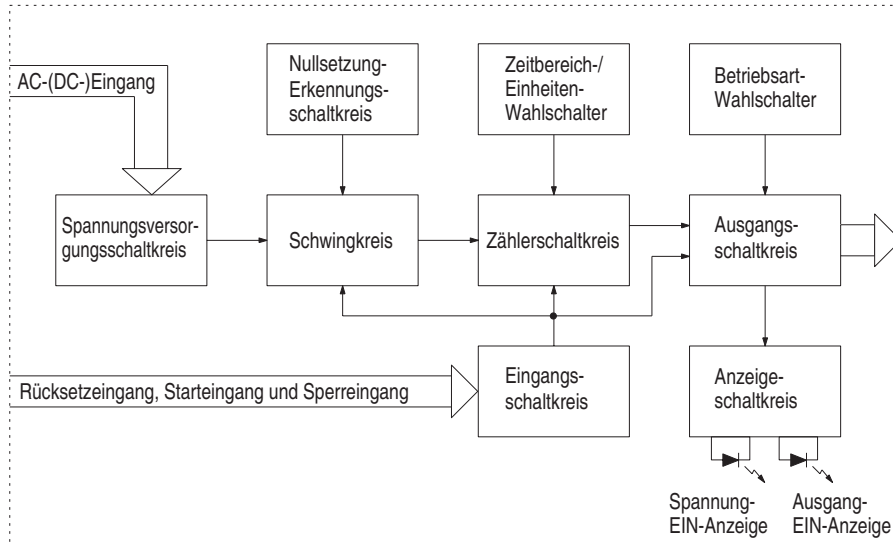 AC-(DC-)Eingang
Nullsetzung-
Erkennungs-
schaltkreis
Zeitbereich-/
Einheiten-
Wahlschalter
Betriebsart-
Wahlschalter
Spannungsversor-
gungsschaltkreis
Schwingkreis
Zählerschaltkreis
Ausgangs-
schaltkreis
Rücksetzeingang, Starteingang und Sperreingang
Eingangs-
schaltkreis
Anzeige-
schaltkreis
Spannung-
EIN-Anzeige
Ausgang-
EIN-Anzeige